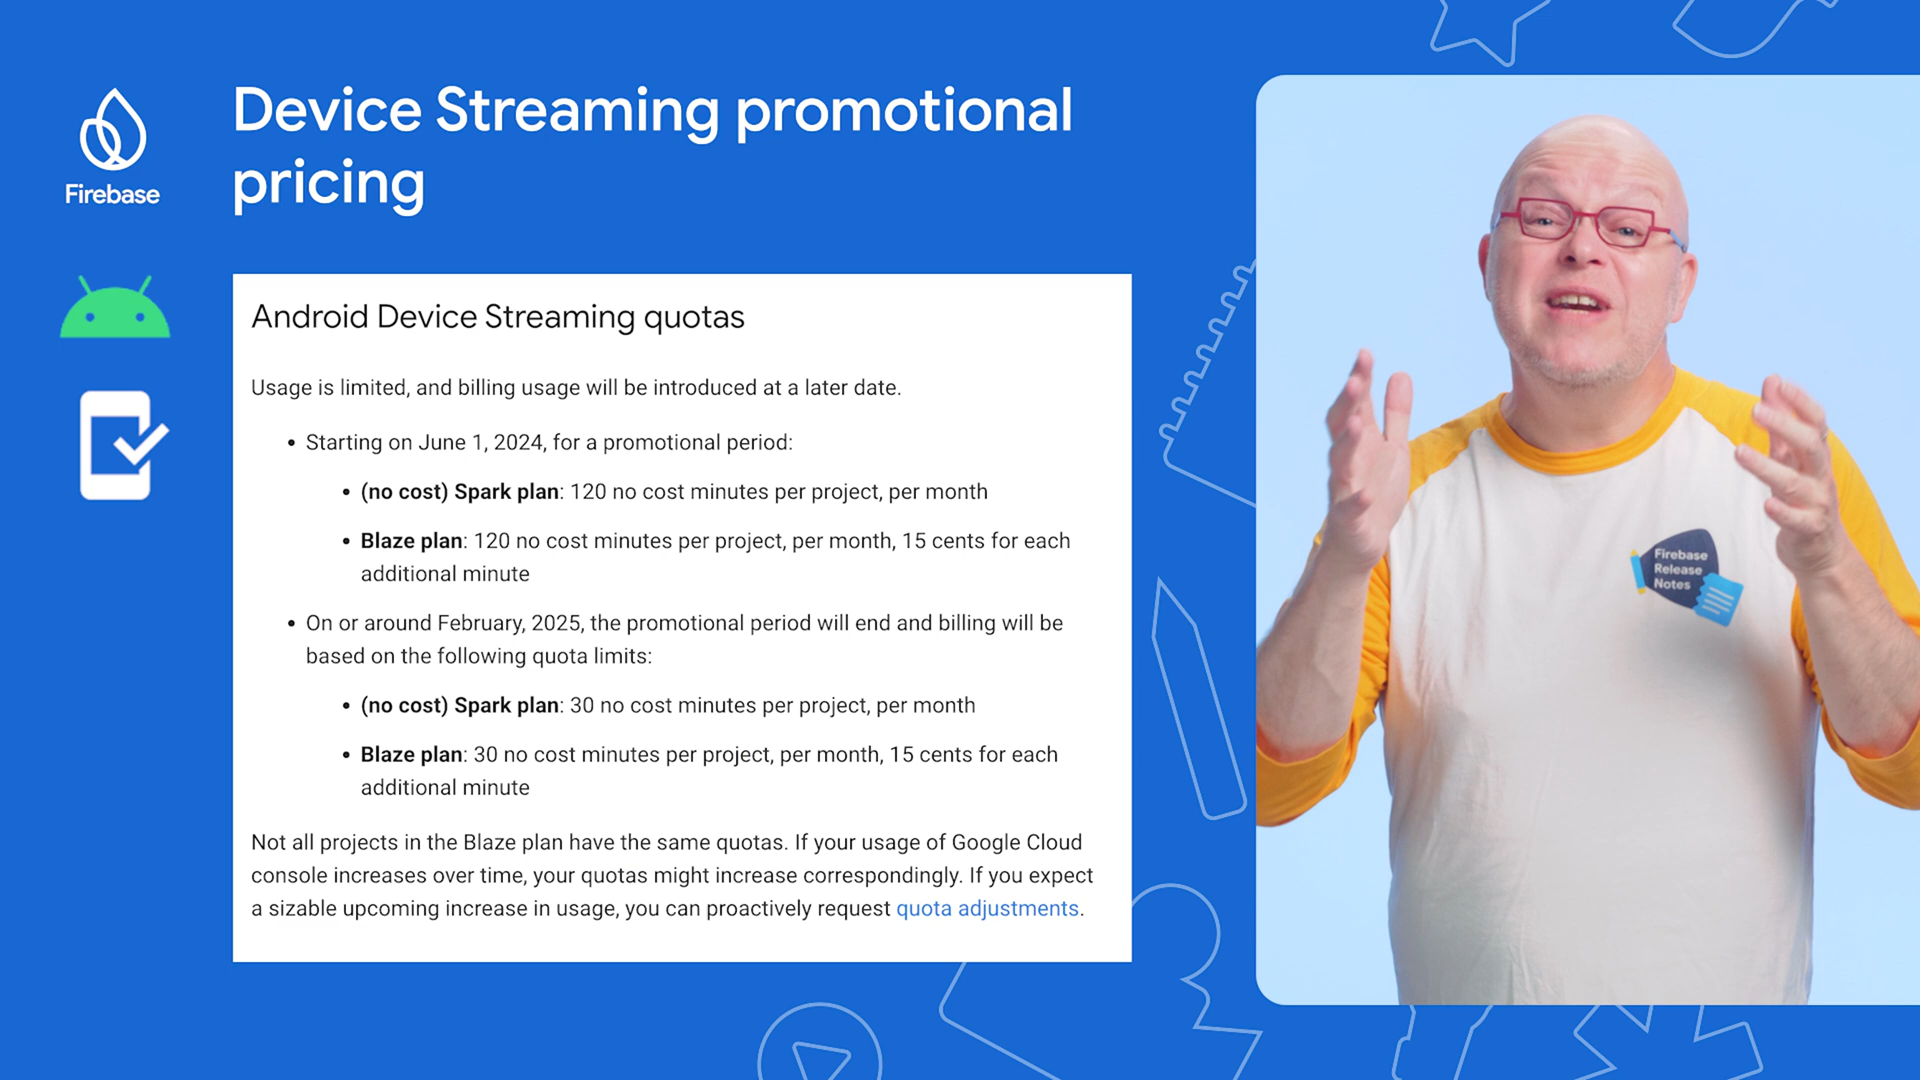 Firebase
Device Streaming promotional
pricing
Android Device Streaming quotas
Usage is limited, and billing usage will be introduced at a later date.
• Starting on June 1, 2024, for a promotional period:
• (no cost) Spark plan: 120 no cost minutes per project, per month
• Blaze plan: 120 no cost minutes per project, per month, 15 cents for each
additional minute
• On or around February, 2025, the promotional period will end and billing will be
based on the following quota limits:
• (no cost) Spark plan: 30 no cost minutes per project, per month
• Blaze plan: 30 no cost minutes per project, per month, 15 cents for each
additional minute
Not all projects in the Blaze plan have the same quotas. If your usage of Google Cloud
console increases over time, your quotas might increase correspondingly. If you expect
a sizable upcoming increase in usage, you can proactively request quota adjustments.
Firebase
Release
Notes